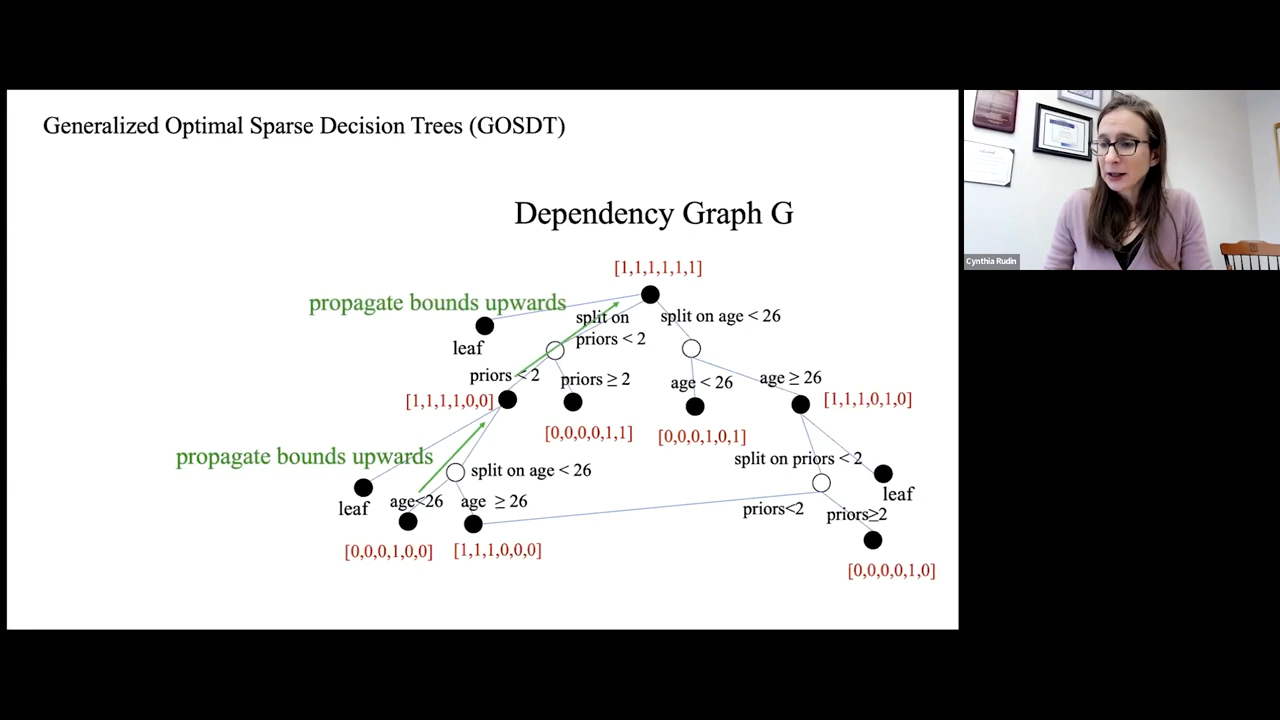 Generalized Optimal Sparse Decision Trees (GOSDT)
Dependency Graph G
[1,1,1,1,1,1]
propagate bounds upwards
split on
priors < 2
split on age < 26
leaf
priors < 2
priors ≥ 2
age < 26
age ≥ 26
[1,1,1,1,0,0]
[1,1,1,0,1,0]
[0,0,0,0,1,1]
[0,0,0,1,0,1]
propagate bounds upwards
split on age < 26
split on priors < 2
leaf
age<26
age ≥ 26
leaf
priors<2
priors≥2
[0,0,0,1,0,0]
[1,1,1,0,0,0]
[0,0,0,0,1,0]
Cynthia Rudin